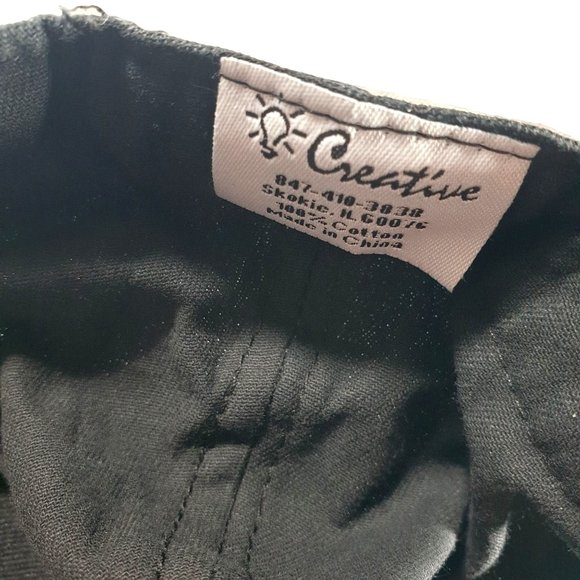 Creative
847-410-3838
Skokie, IL 60076
100% Cotton
Made in China